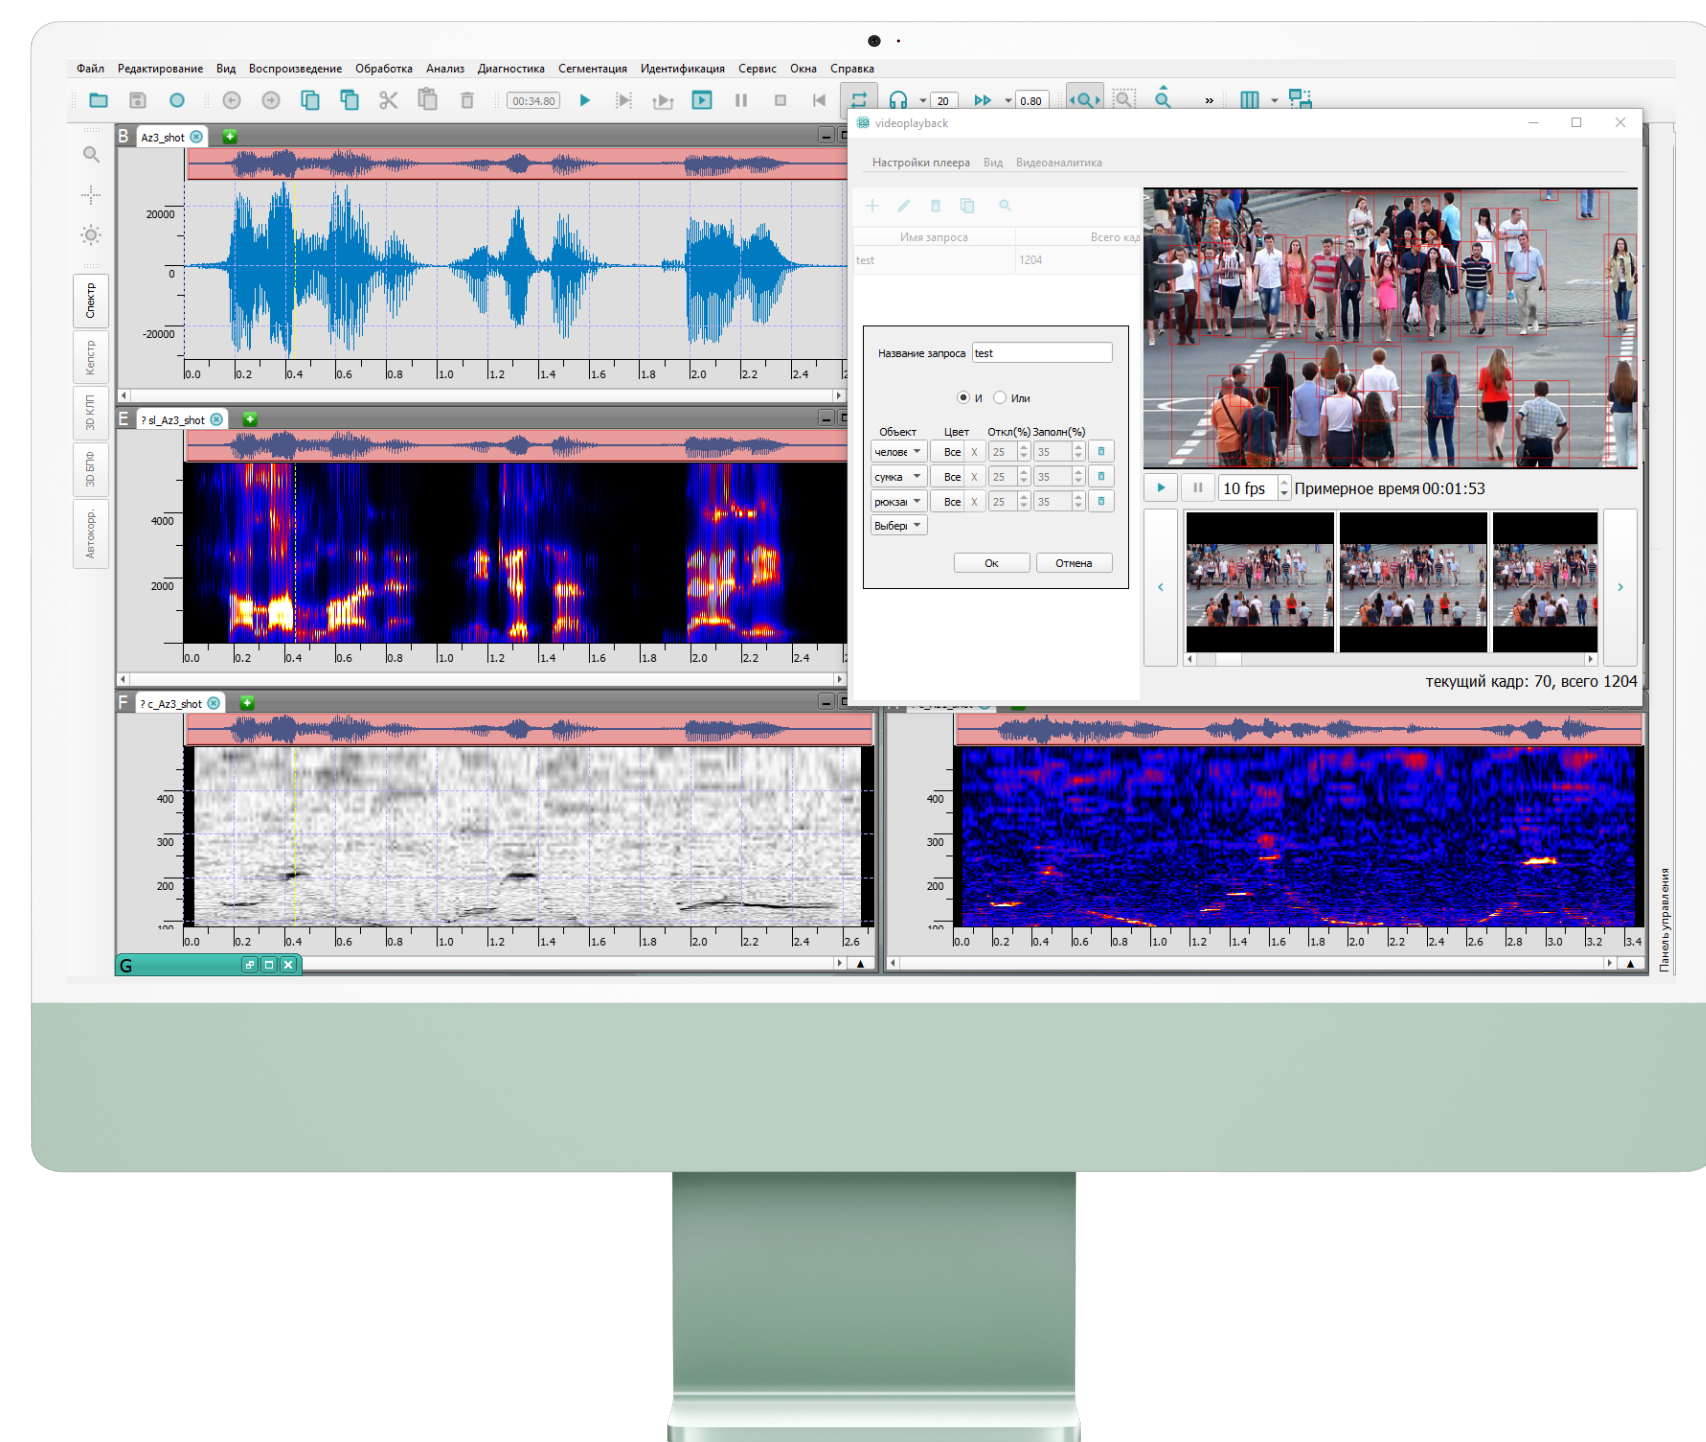 Файл Редактирование Вид Воспроизведение Обработка Анализ Диагностика Сегментация Идентификация Сервис Окна Справка
00:34.80 20 0.80 »
B Az3_shot
20000
0
-20000
0.0 0.2 0.4 0.6 0.8 1.0 1.2 1.4 1.6 1.8 2.0 2.2 2.4
Спектр
Кепстр
3D КЛП
3D БПФ
Автокорр.
E ? sl_Az3_shot
4000
2000
0.0 0.2 0.4 0.6 0.8 1.0 1.2 1.4 1.6 1.8 2.0 2.2 2.4
F ? c_Az3_shot
400
300
200
100
0.0 0.2 0.4 0.6 0.8 1.0 1.2 1.4 1.6 1.8 2.0 2.2 2.4 2.6
G
videoplayback
Настройки плеера Вид Видеоаналитика
Имя запроса Всего кад
test 1204
Название запроса test
И Или
Объект Цвет Откл(%) Заполн(%)
челове Все X 25 35
сумка Все X 25 35
рюкзаі Все X 25 35
Выбері
Ок Отмена
10 fps Примерное время 00:01:53
текущий кадр: 70, всего 1204
400
300
200
100
0.0 0.2 0.4 0.6 0.8 1.0 1.2 1.4 1.6 1.8 2.0 2.2 2.4 2.6 2.8 3.0 3.2 3.4
Панель управления